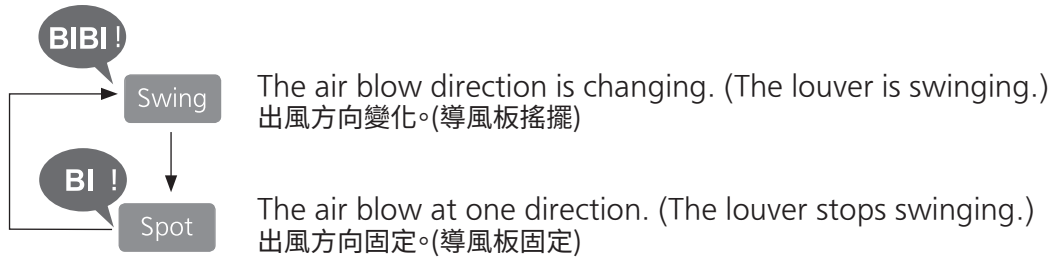 BIBI !
Swing
The air blow direction is changing. (The louver is swinging.)
出風方向變化。(導風板搖擺)
BI !
Spot
The air blow at one direction. (The louver stops swinging.)
出風方向固定。(導風板固定)